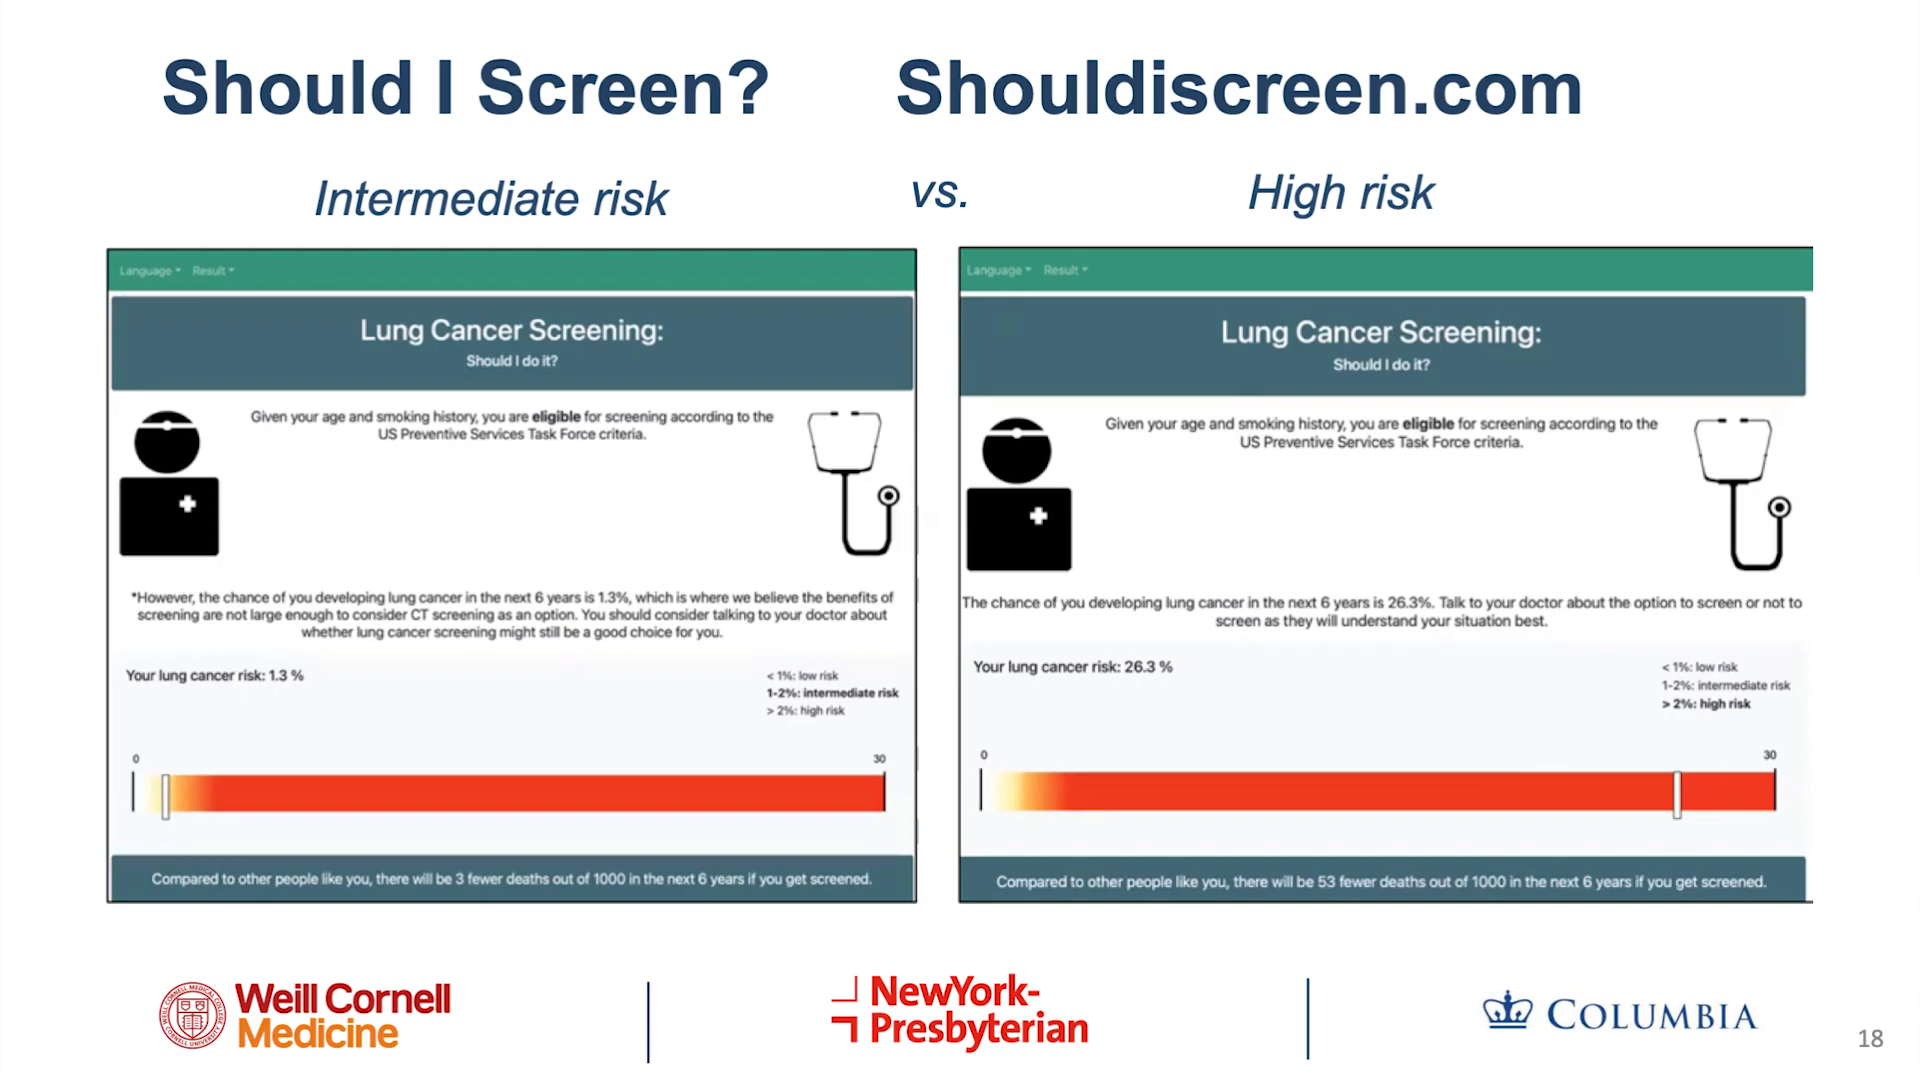 Should I Screen? Shouldiscreen.com
Intermediate risk vs. High risk
Language Result
Lung Cancer Screening:
Should I do it?
Given your age and smoking history, you are eligible for screening according to the
US Preventive Services Task Force criteria.
*However, the chance of you developing lung cancer in the next 6 years is 1.3%, which is where we believe the benefits of
screening are not large enough to consider CT screening as an option. You should consider talking to your doctor about
whether lung cancer screening might still be a good choice for you.
Your lung cancer risk: 1.3 %
< 1%: low risk
1-2%: intermediate risk
> 2%: high risk
0 30
Compared to other people like you, there will be 3 fewer deaths out of 1000 in the next 6 years if you get screened.
Language Result
Lung Cancer Screening:
Should I do it?
Given your age and smoking history, you are eligible for screening according to the
US Preventive Services Task Force criteria.
The chance of you developing lung cancer in the next 6 years is 26.3%. Talk to your doctor about the option to screen or not to
screen as they will understand your situation best.
Your lung cancer risk: 26.3 %
< 1%: low risk
1-2%: intermediate risk
> 2%: high risk
0 30
Compared to other people like you, there will be 53 fewer deaths out of 1000 in the next 6 years if you get screened.
Weill Cornell
Medicine
NewYork-
Presbyterian
COLUMBIA
18